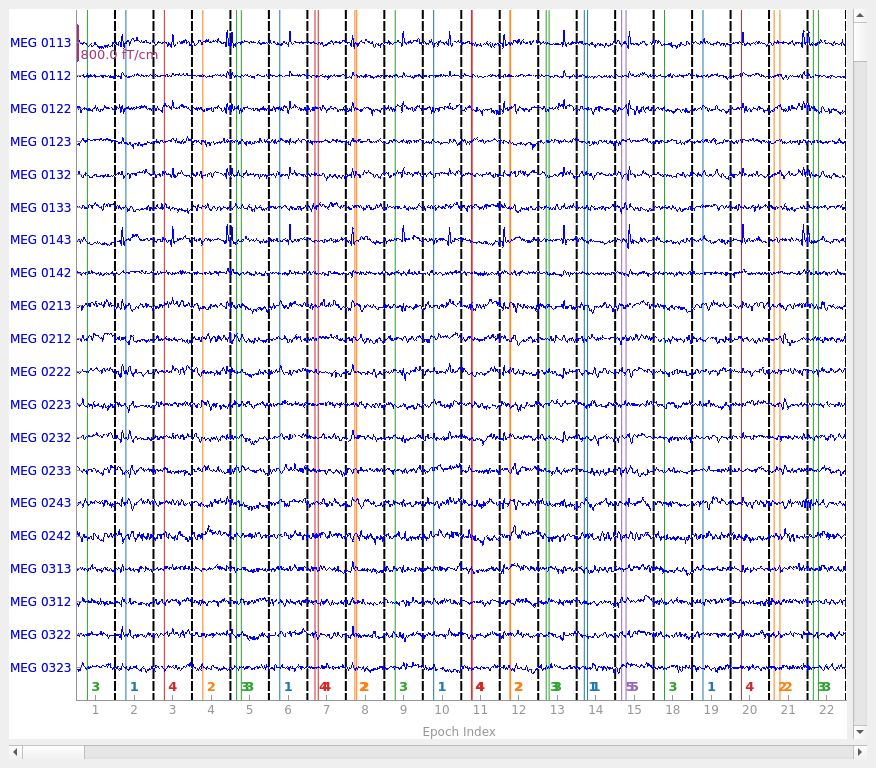 MEG 0113
800.0 fT/cm
MEG 0112
MEG 0122
MEG 0123
MEG 0132
MEG 0133
MEG 0143
MEG 0142
MEG 0213
MEG 0212
MEG 0222
MEG 0223
MEG 0232
MEG 0233
MEG 0243
MEG 0242
MEG 0313
MEG 0312
MEG 0322
MEG 0323
3 1 4 2 33 1 44 22 3 1 44 22 33 11 55 3 1 4 22 33
1 2 3 4 5 6 7 8 9 10 11 12 13 14 15 18 19 20 21 22
Epoch Index